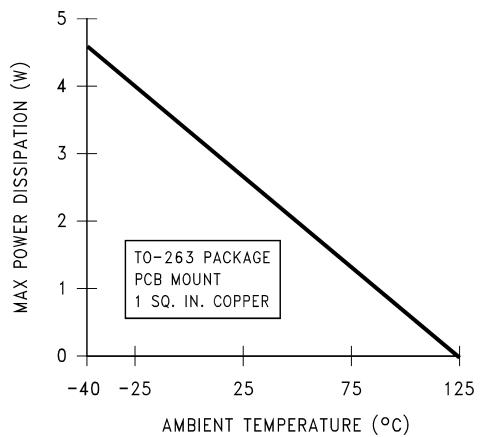 MAX POWER DISSIPATION (W)
5
4
3
2
1
0
TO-263 PACKAGE
PCB MOUNT
1 SQ. IN. COPPER
-40 -25 25 75 125
AMBIENT TEMPERATURE (°C)